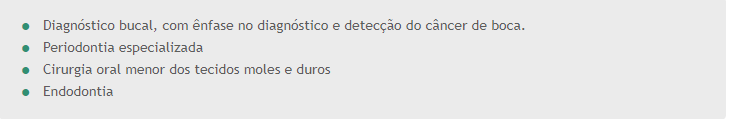 Diagnóstico bucal, com ênfase no diagnóstico e detecção do câncer de boca.
Periodontia especializada
Cirurgia oral menor dos tecidos moles e duros
Endodontia